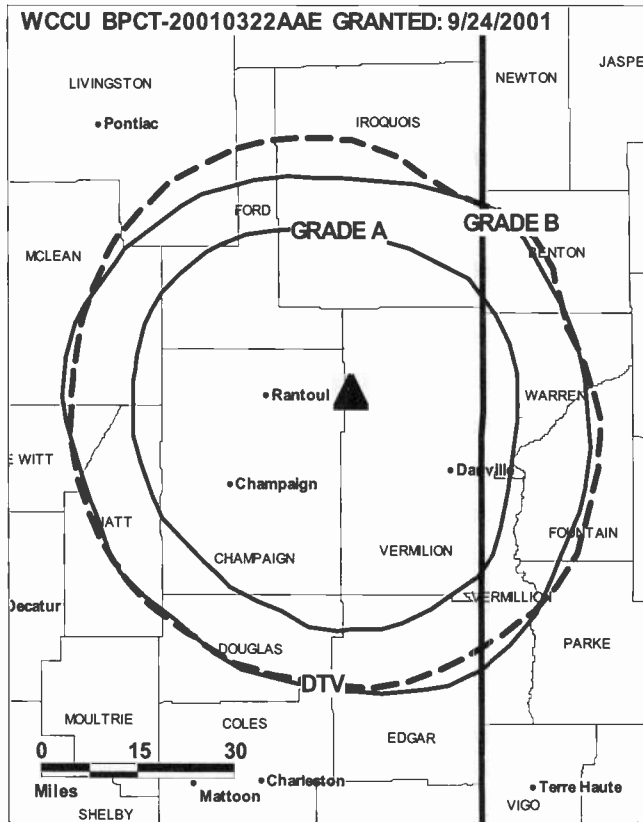 WCCU BPCT-20010322AAE GRANTED: 9/24/2001
JASPE
NEWTON
LIVINGSTON
Pontiac
IROQUOIS
FORD
GRADE A
GRADE B
MCLEAN
BENTON
Rantoul
WARREN
E WITT
Danville
Champaign
IATT
FOUNTAIN
CHAMPAIGN
VERMILION
VERMILLION
Decatur
DOUGLAS
PARKE
DTV
MOULTRIE
COLES
EDGAR
0 15 30
Miles
Charleston
Mattoon
Terre Haute
SHELBY
VIGO